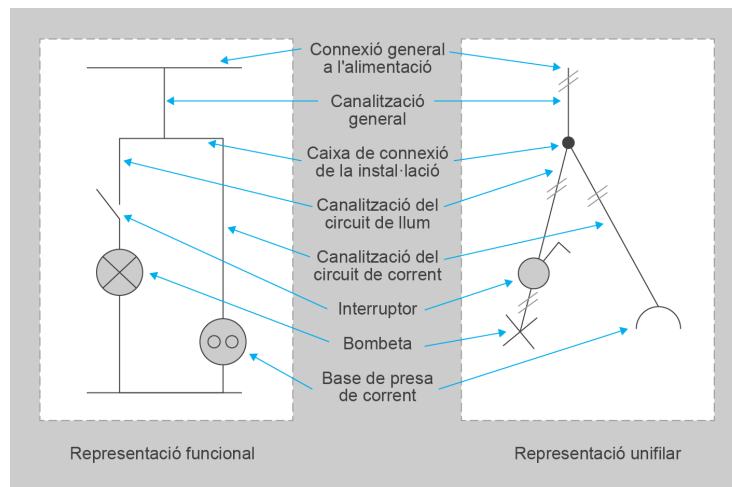 Connexió general
a l'alimentació
Canalització
general
Caixa de connexió
de la instal·lació
Canalització del
circuit de llum
Canalització del
circuit de corrent
Interruptor
Bombeta
Base de presa
de corrent
Representació funcional
Representació unifilar